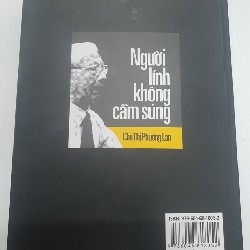 Người
lính
không
cầm súng
Chu Thị Phương Lan